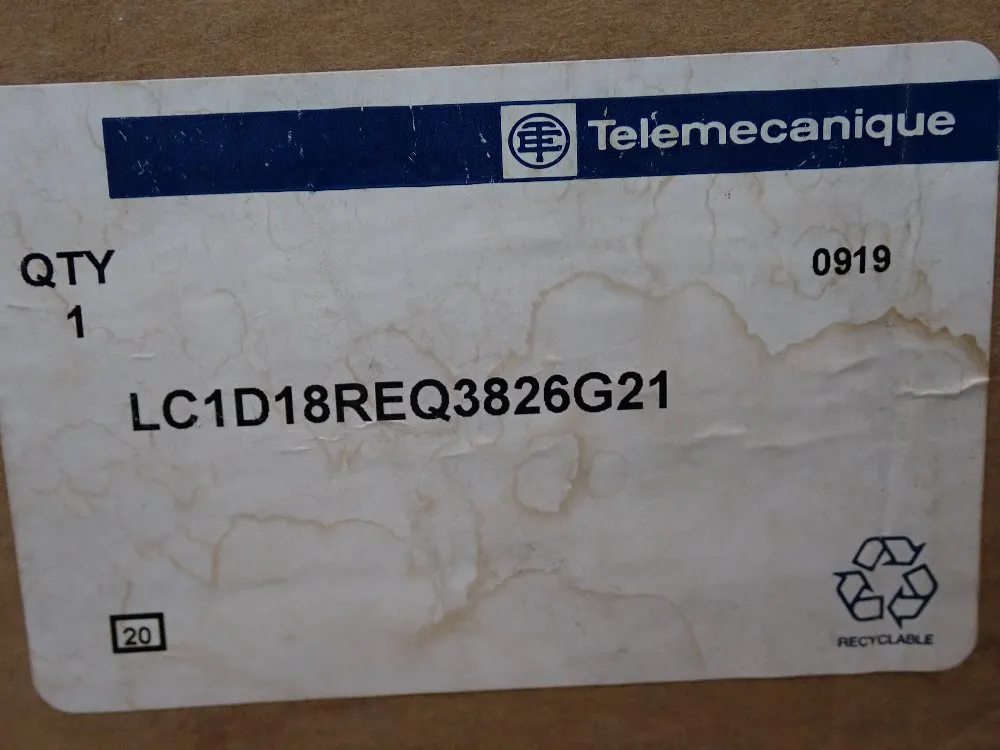 Telemecanique
QTY
0919
1
LC1D18REQ3826G21
20
RECYCLABLE